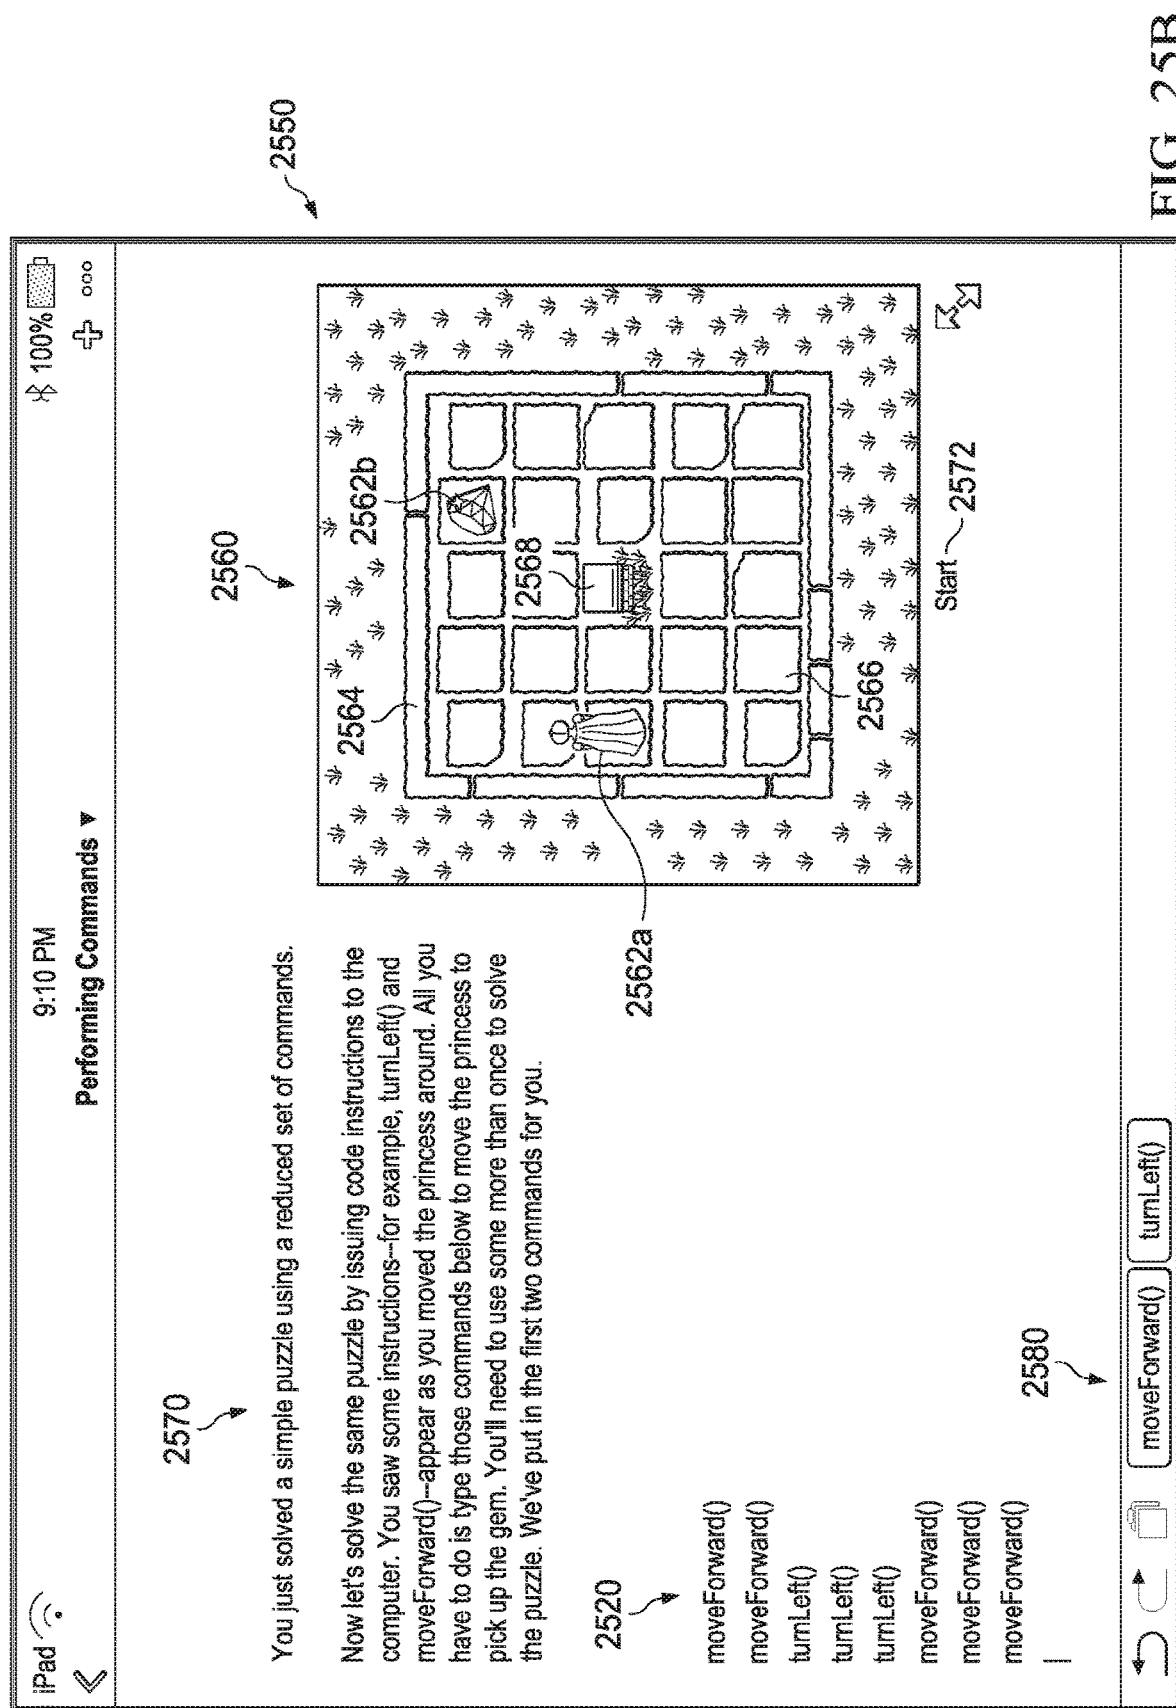 iPad
9:10 PM
100%
Performing Commands
2570
You just solved a simple puzzle using a reduced set of commands.
Now let's solve the same puzzle by issuing code instructions to the
computer. You saw some instructions--for example, turnLeft() and
moveForward()--appear as you moved the princess around. All you
have to do is type those commands below to move the princess to
pick up the gem. You'll need to use some more than once to solve
the puzzle. We've put in the first two commands for you.
2520
moveForward()
moveForward()
turnLeft()
turnLeft()
turnLeft()
moveForward()
moveForward()
moveForward()
2560
2550
2564
2562b
2568
2562a
2566
Start
2572
2580
moveForward()
turnLeft()
FIG. 25B